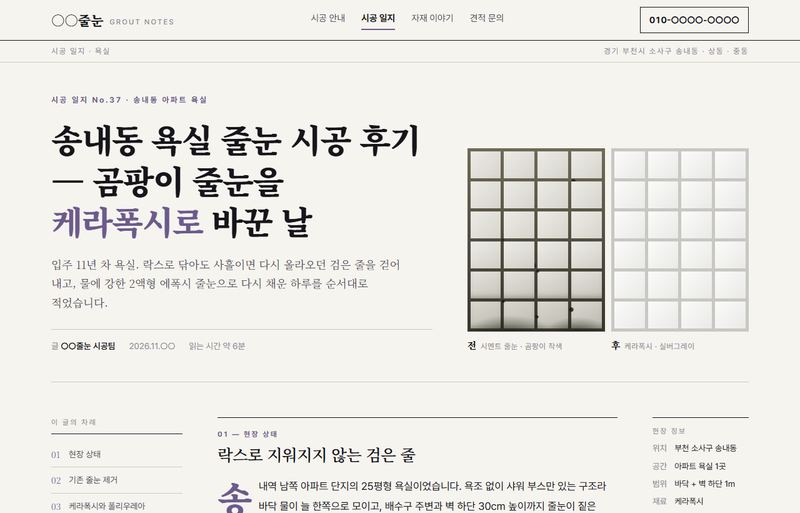 ○○줄눈 GROUT NOTES
시공 안내 시공 일지 자재 이야기 견적 문의
010-○○○○-○○○○
시공 일지 · 욕실
경기 부천시 소사구 송내동 · 상동 · 중동
시공 일지 No.37 · 송내동 아파트 욕실
송내동 욕실 줄눈 시공 후기
— 곰팡이 줄눈을
케라폭시로 바꾼 날
입주 11년 차 욕실. 락스로 닦아도 사흘이면 다시 올라오던 검은 줄을 걷어
내고, 물에 강한 2액형 에폭시 줄눈으로 다시 채운 하루를 순서대로
적었습니다.
글 ○○줄눈 시공팀 2026.11.○○ 읽는 시간 약 6분
전 시멘트 줄눈 · 곰팡이 착색
후 케라폭시 · 실버그레이
이 글의 차례
01 현장 상태
02 기존 줄눈 제거
03 케라폭시와 폴리우레아
01 — 현장 상태
락스로 지워지지 않는 검은 줄
송내역 남쪽 아파트 단지의 25평형 욕실이었습니다. 욕조 없이 샤워 부스만 있는 구조라
바닥 물이 늘 한쪽으로 모이고, 배수구 주변과 벽 하단 30cm 높이까지 줄눈이 짙은
현장 정보
위치 부천 소사구 송내동
공간 아파트 욕실 1곳
범위 바닥 + 벽 하단 1m
재료 케라폭시